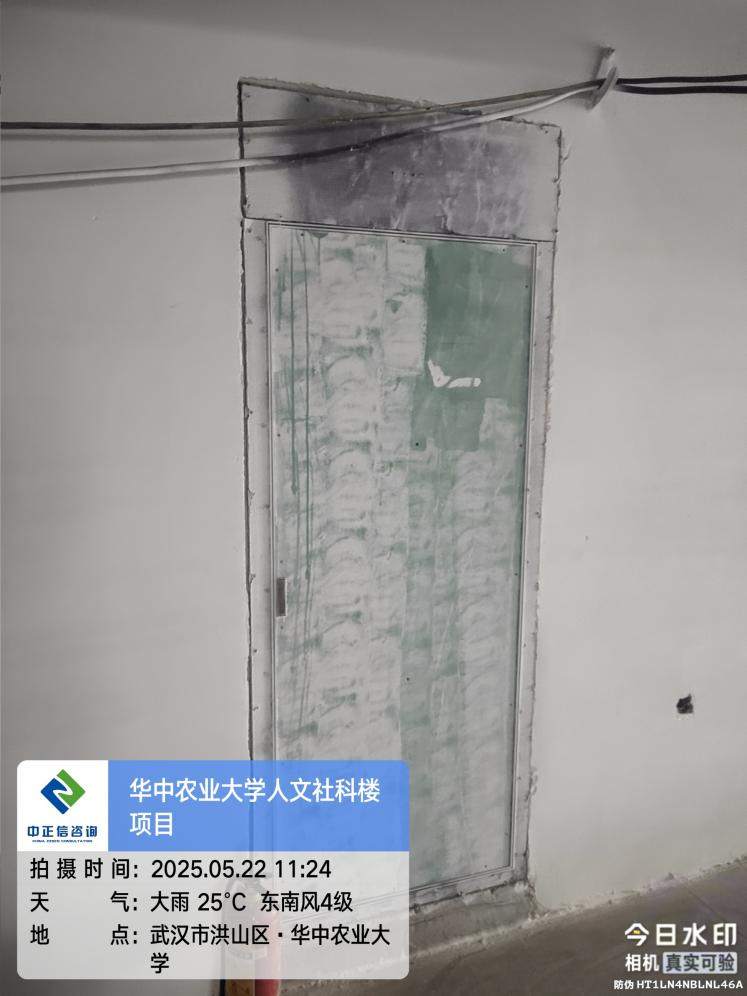 华中农业大学人文社科楼
项目
中正信咨询
CHINA ZEXIN CONSULTATION
拍摄时间：2025.05.22 11:24
天气：大雨 25°C 东南风4级
地点：武汉市洪山区·华中农业大
学
今日水印
相机 真实可验
防伪 HT1LN4NBLNL46A